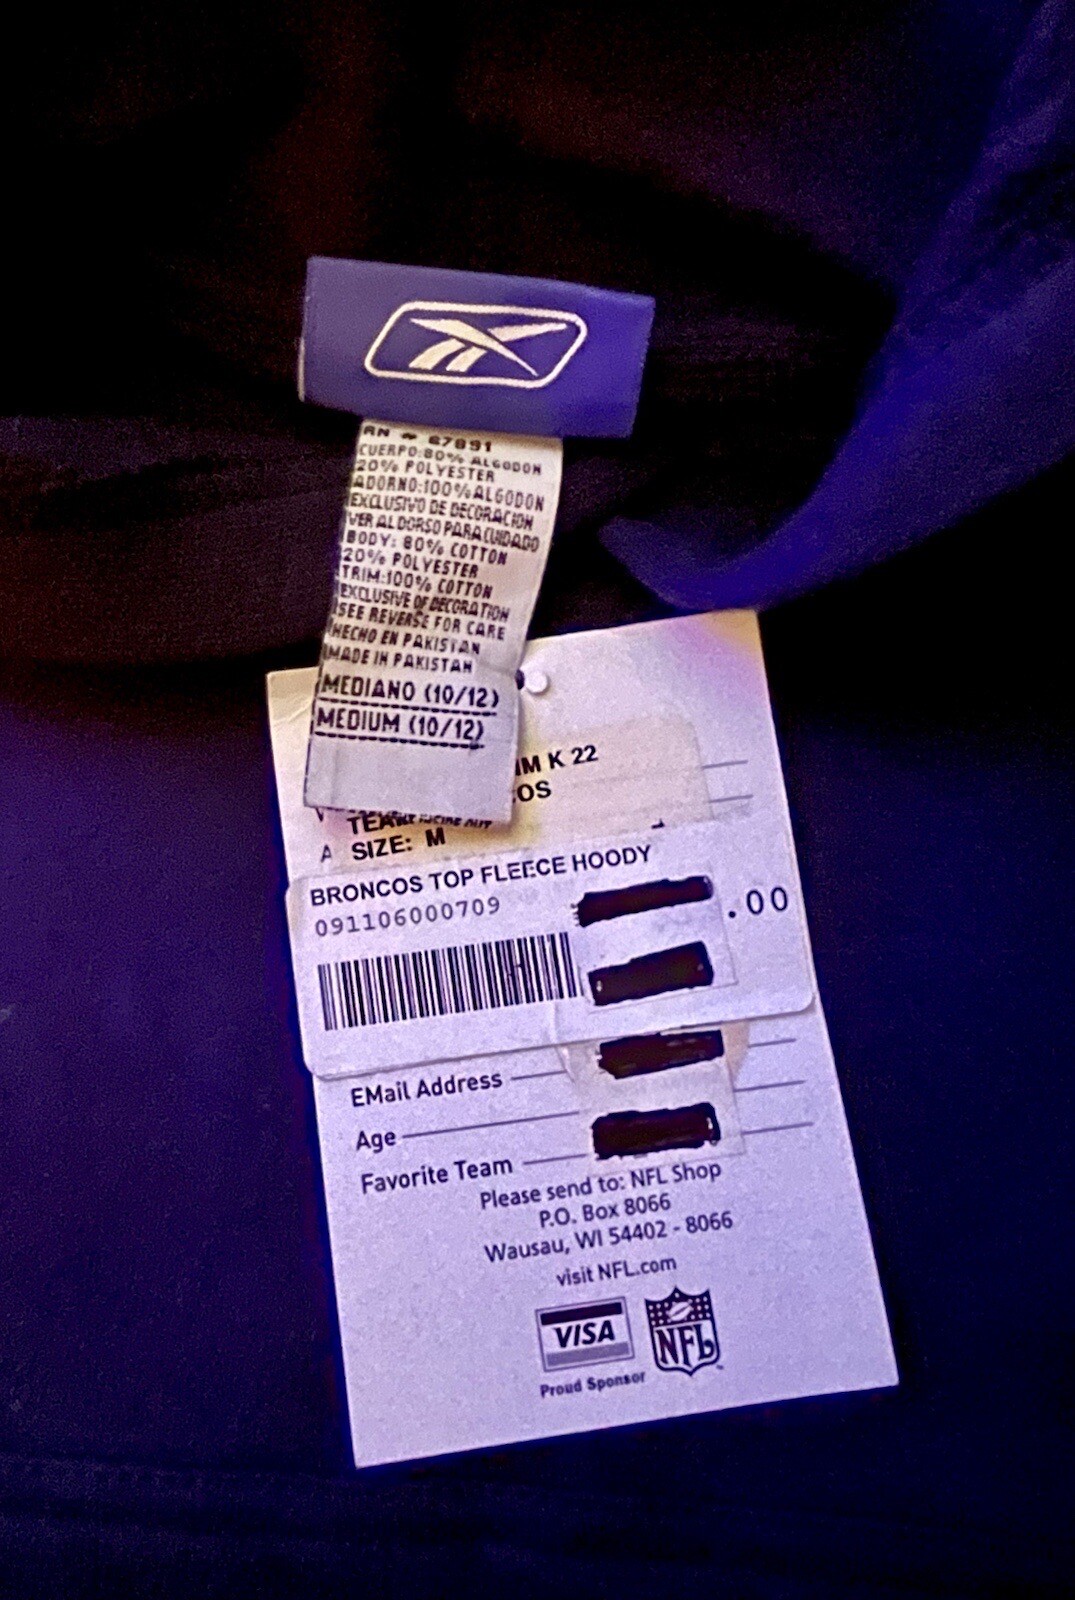 RN # 67891
CUERPO:80% ALGODON
20% POLYESTER
ADORNO:100%ALGODON
EXCLUSIVO DE DECORACION
VER AL DORSO PARA CUIDADO
BODY: 80% COTTON
20% POLYESTER
TRIM:100% COTTON
EXCLUSIVE OF DECORATION
SEE REVERSE FOR CARE
HECHO EN PAKISTAN
MADE IN PAKISTAN
MEDIANO (10/12)
MEDIUM (10/12)
K 22
SIZE: M
BRONCOS TOP FLEECE HOODY
091106000709
.00
EMail Address
Age
Favorite Team
Please send to: NFL Shop
P.O. Box 8066
Wausau, WI 54402 - 8066
visit NFL.com
VISA
NFL
Proud Sponsor